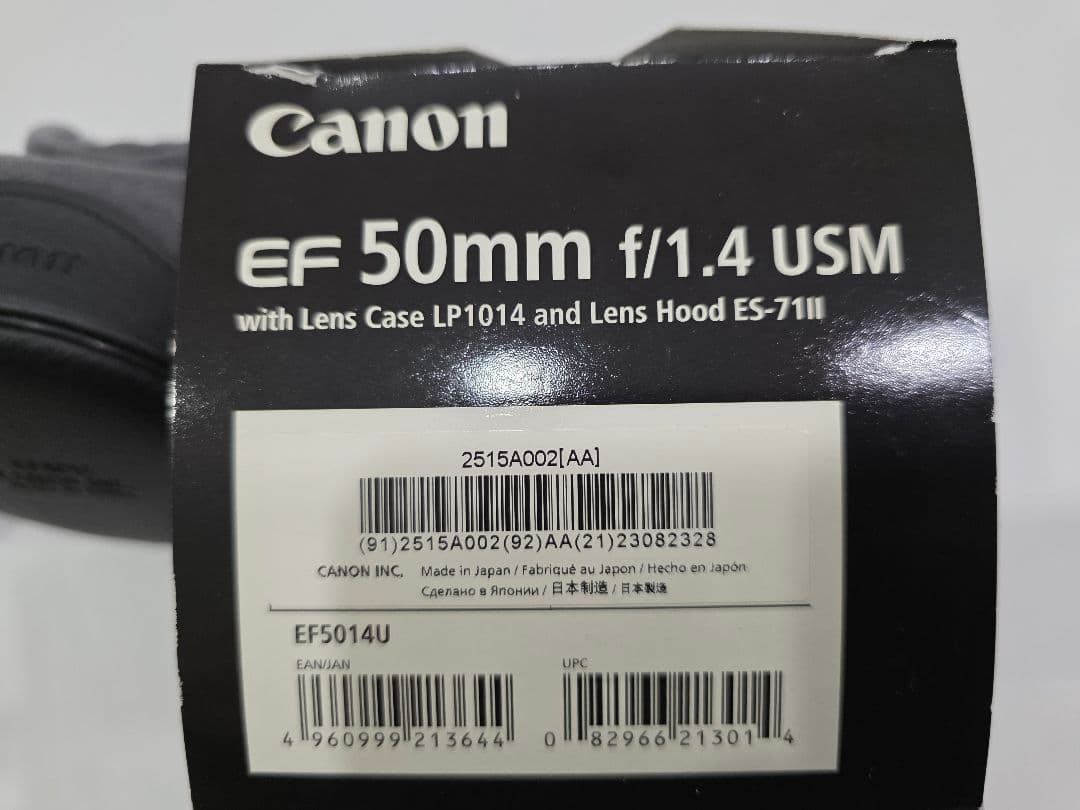 Canon
EF 50mm f/1.4 USM
with Lens Case LP1014 and Lens Hood ES-71II
2515A002[AA]
(91)2515A002(92)AA(21)23082328
CANON INC. Made in Japan / Fabriqué au Japon / Hecho en Japón
Сделано в Японии / 日本制造 / 日本製造
EF5014U
EAN/JAN
UPC
4 960999 213644
0 82966 21301 4